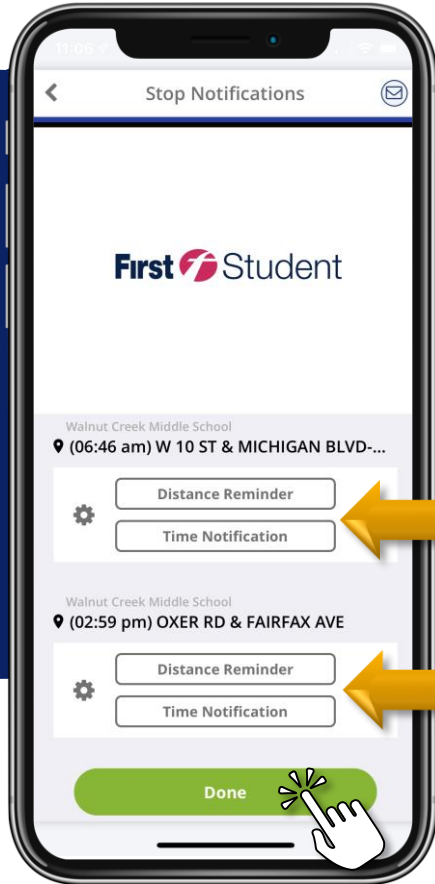 11:06
Stop Notifications
First Student
Walnut Creek Middle School
(06:46 am) W 10 ST & MICHIGAN BLVD-...
Distance Reminder
Time Notification
Walnut Creek Middle School
(02:59 pm) OXER RD & FAIRFAX AVE
Distance Reminder
Time Notification
Done